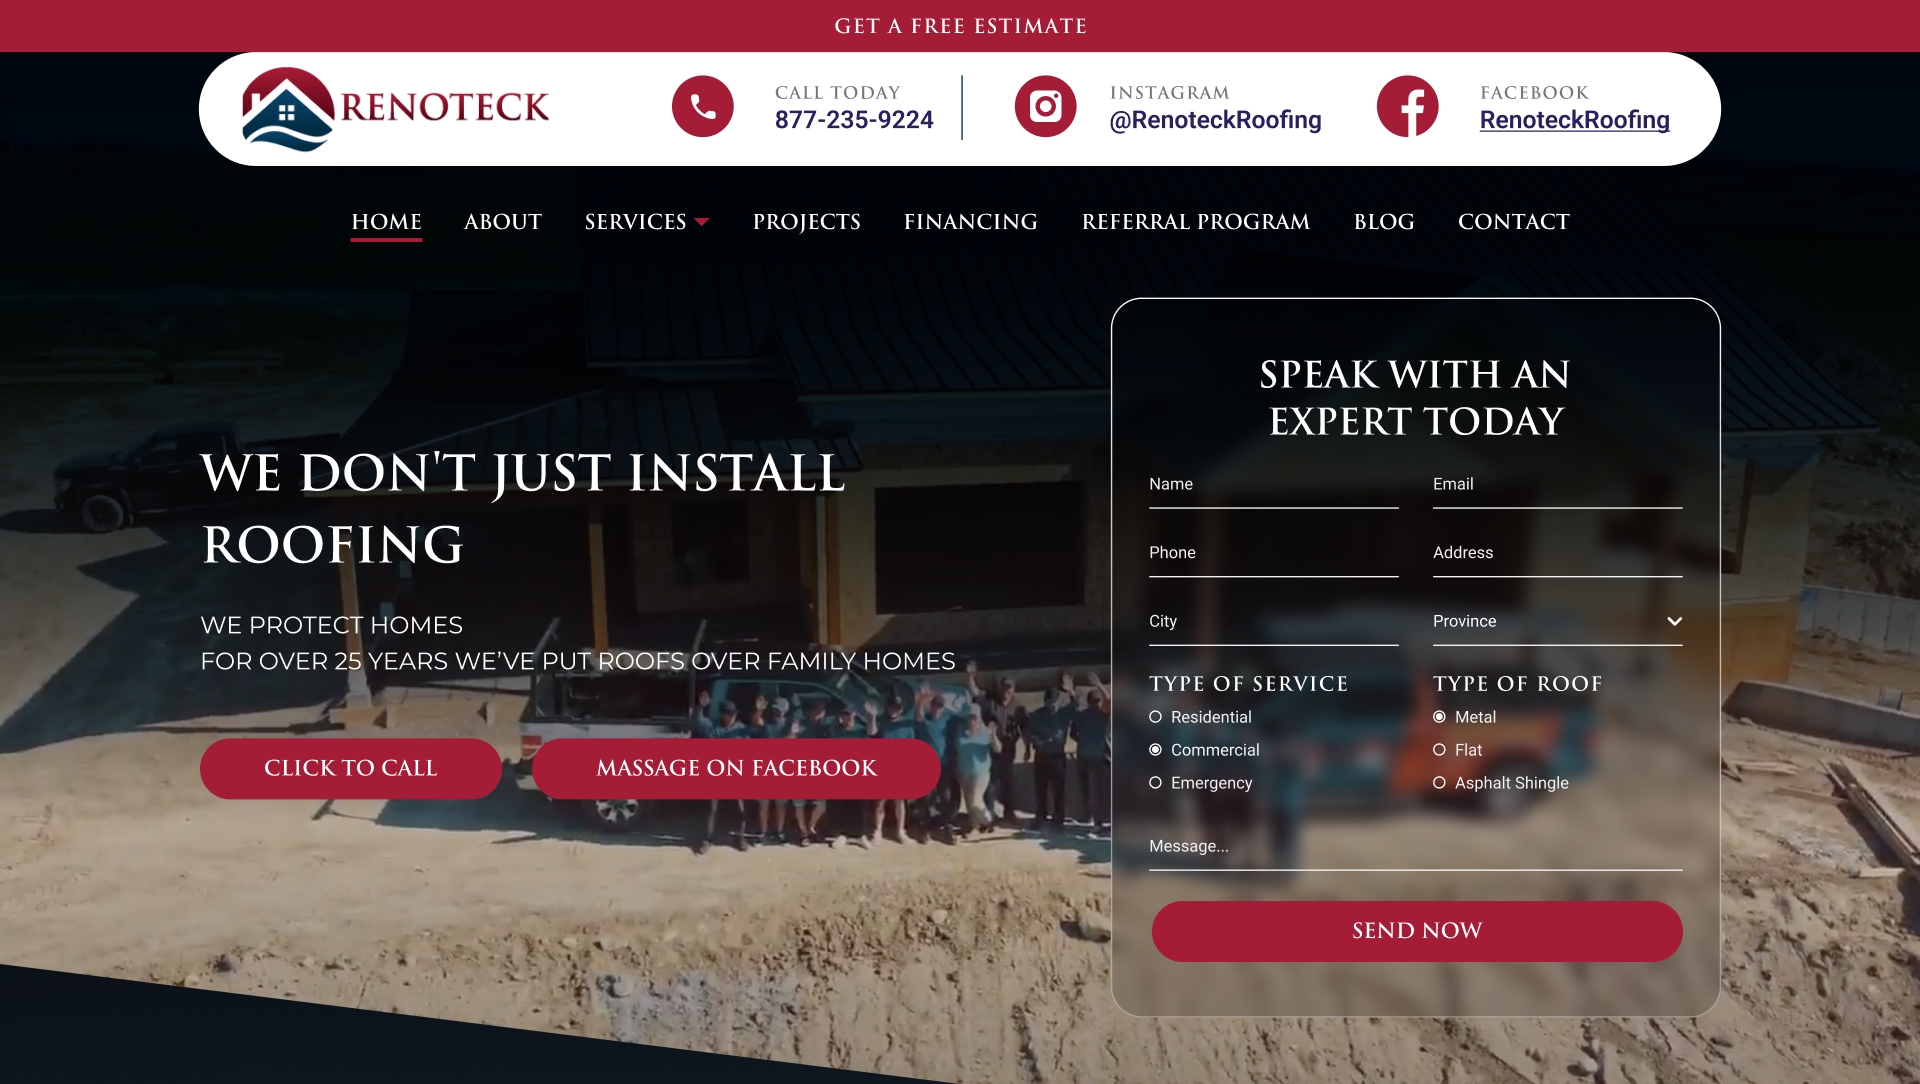 GET A FREE ESTIMATE
RENOTECK
CALL TODAY
877-235-9224
INSTAGRAM
@RenoteckRoofing
FACEBOOK
RenoteckRoofing
HOME ABOUT SERVICES PROJECTS FINANCING REFERRAL PROGRAM BLOG CONTACT
WE DON'T JUST INSTALL
ROOFING
WE PROTECT HOMES
FOR OVER 25 YEARS WE’VE PUT ROOFS OVER FAMILY HOMES
CLICK TO CALL
MASSAGE ON FACEBOOK
SPEAK WITH AN
EXPERT TODAY
Name
Email
Phone
Address
City
Province
TYPE OF SERVICE
Residential
Commercial
Emergency
TYPE OF ROOF
Metal
Flat
Asphalt Shingle
Message...
SEND NOW